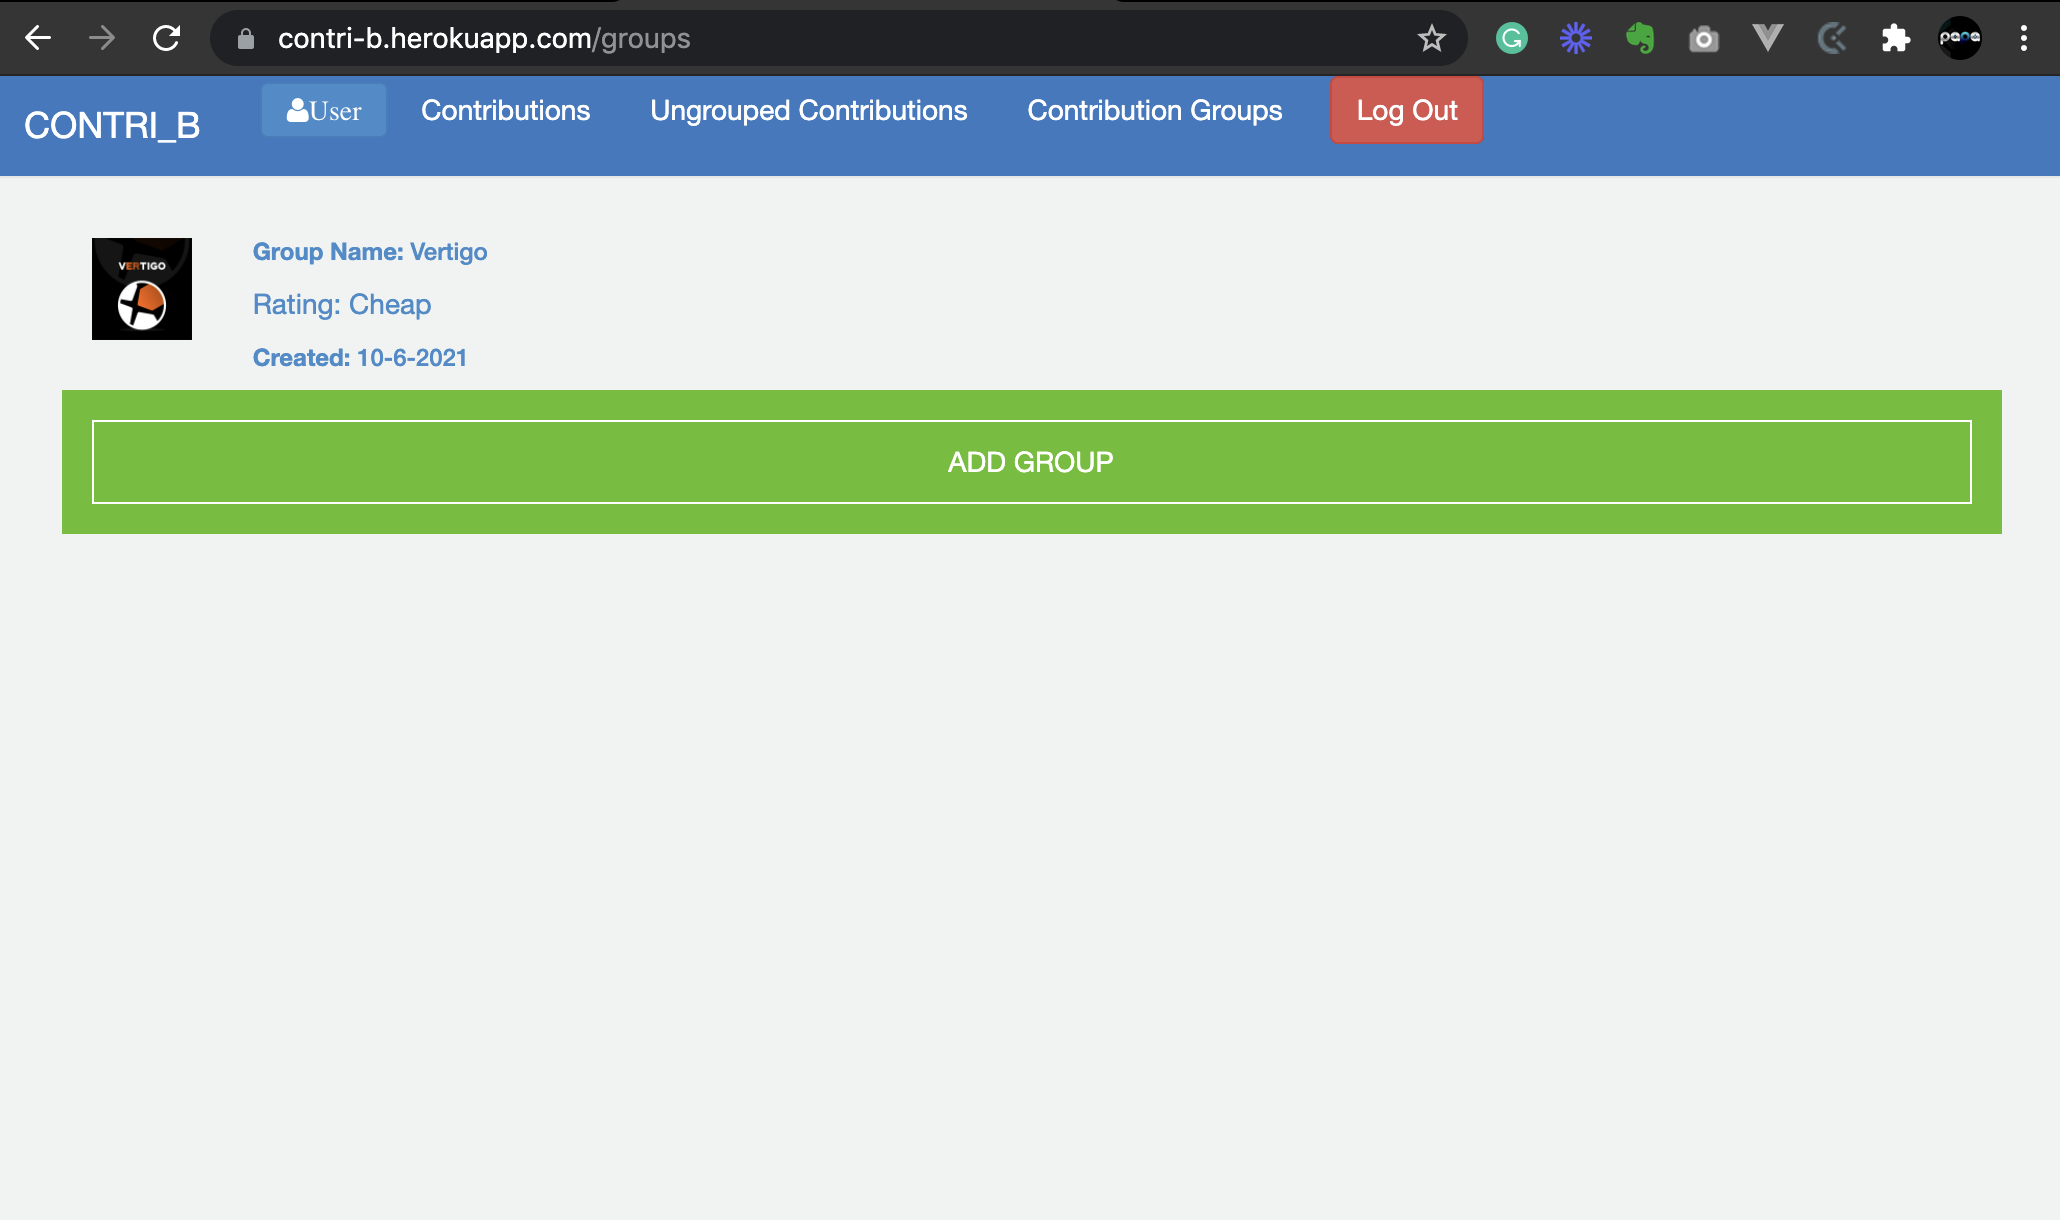 contri-b.herokuapp.com/groups
papa
CONTRI_B
User
Contributions
Ungrouped Contributions
Contribution Groups
Log Out
VERTIGO
Group Name: Vertigo
Rating: Cheap
Created: 10-6-2021
ADD GROUP